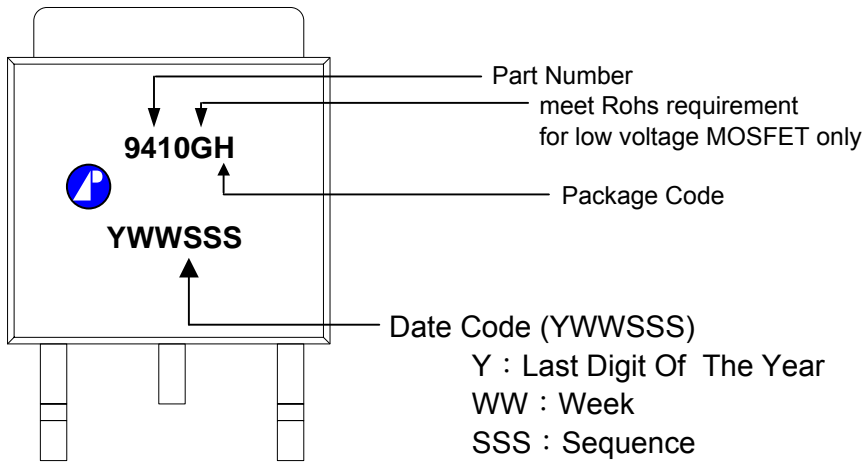 Part Number
meet Rohs requirement
for low voltage MOSFET only
9410GH
Package Code
YWWSSS
Date Code (YWWSSS)
Y：Last Digit Of The Year
WW：Week
SSS：Sequence